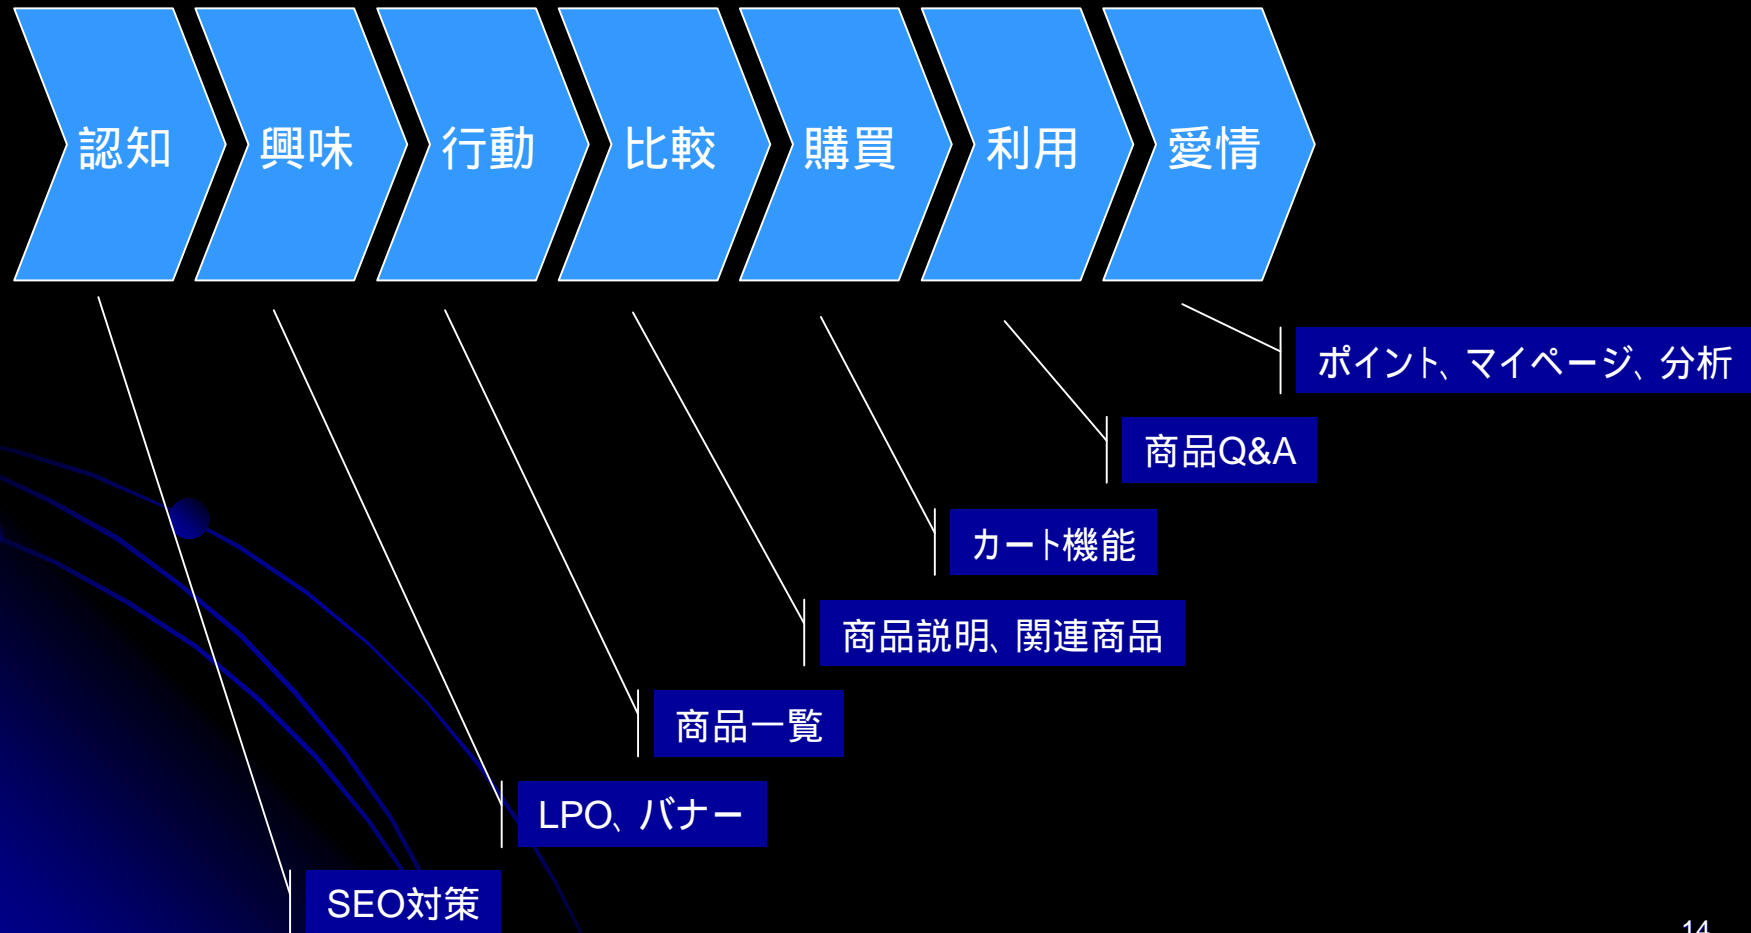 認知
興味
行動
比較
購買
利用
愛情
ポイント、マイページ、分析
商品Q&A
カート機能
商品説明、関連商品
商品一覧
LPO、バナー
SEO対策
14